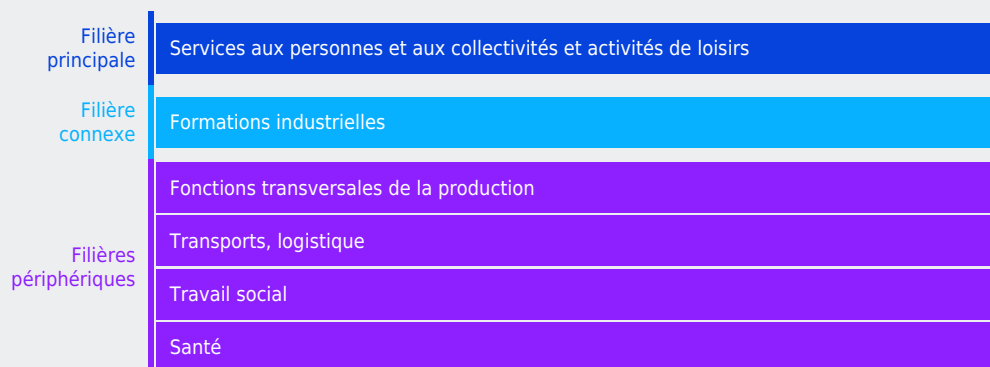 Filière
principale
Services aux personnes et aux collectivités et activités de loisirs
Filière
connexe
Formations industrielles
Filières
périphériques
Fonctions transversales de la production
Transports, logistique
Travail social
Santé